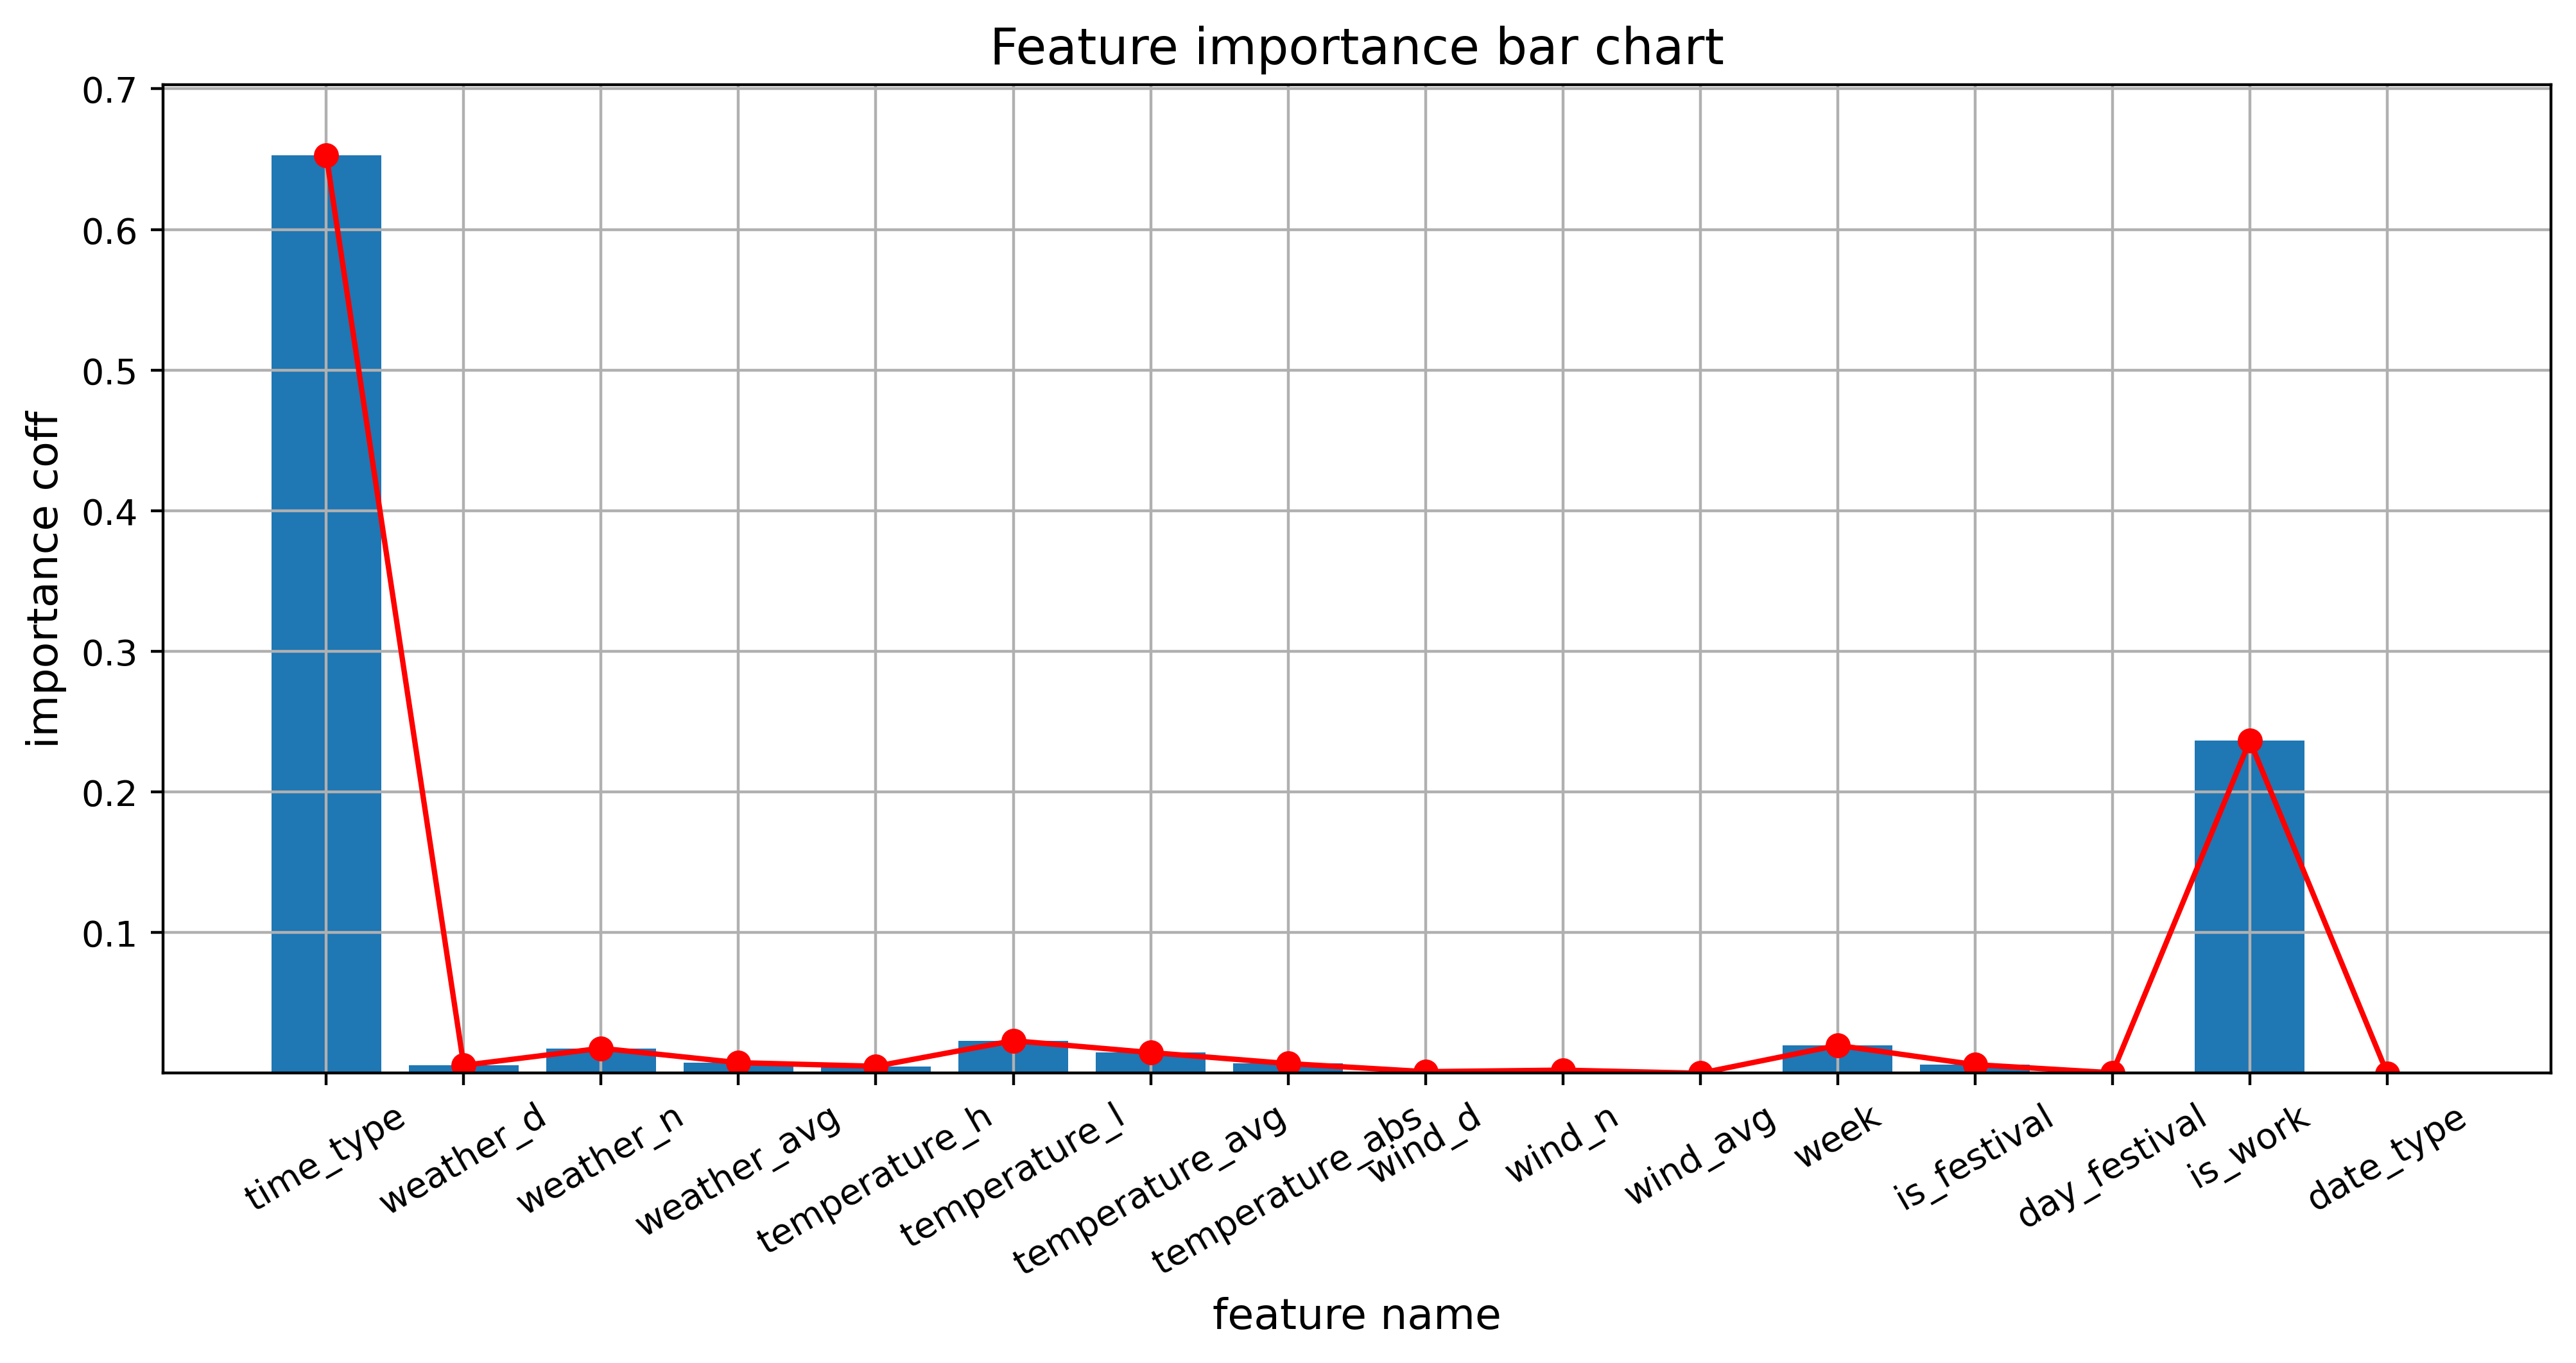 Feature importance bar chart
importance coff
0.7
0.6
0.5
0.4
0.3
0.2
0.1
time_type
weather_d
weather_n
weather_avg
temperature_h
temperature_l
temperature_avg
temperature_abs
wind_d
wind_n
wind_avg
week
is_festival
day_festival
is_work
date_type
feature name